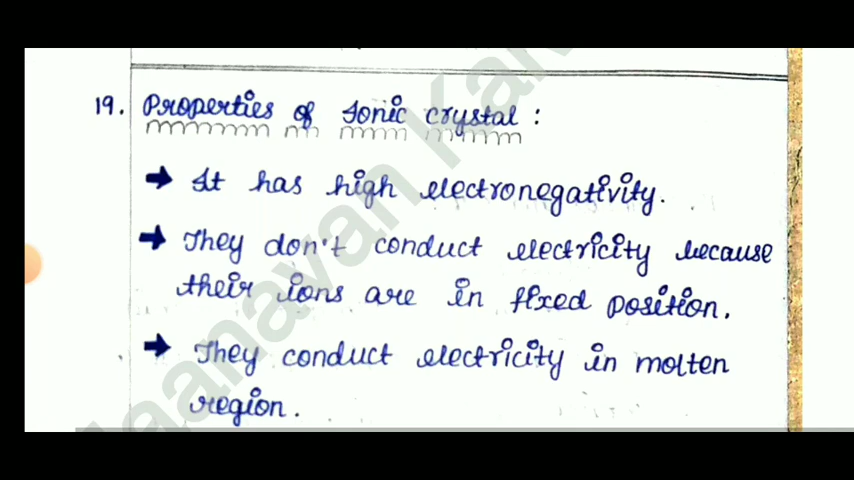 19. Properties of Ionic crystal :
→ It has high electronegativity.
→ They don't conduct electricity because
their ions are in fixed position.
→ They conduct electricity in molten
region.